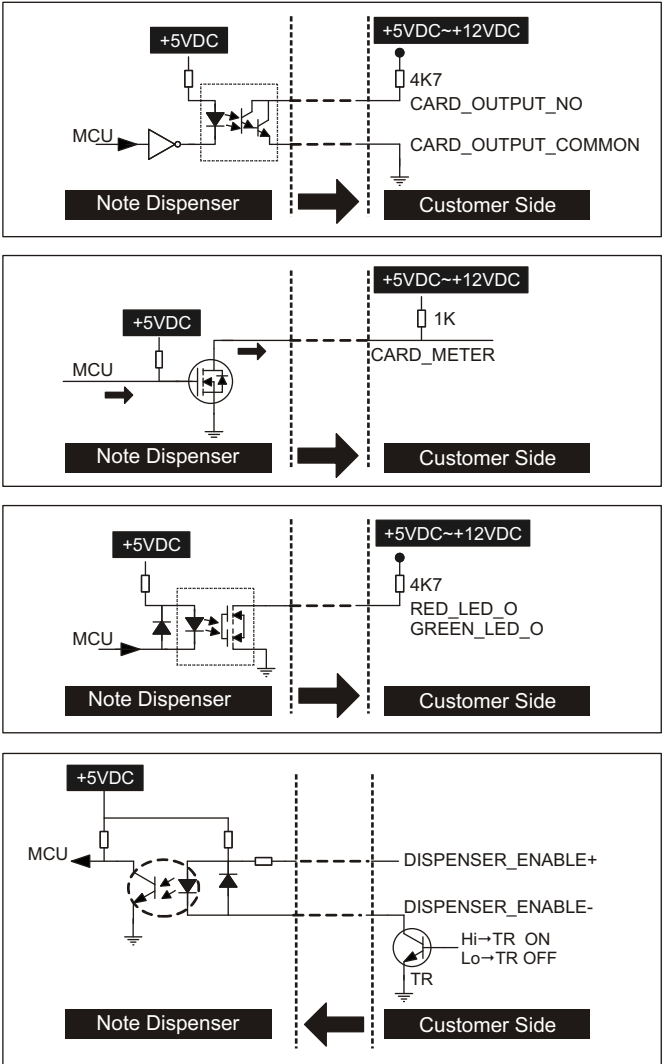 +5VDC
+5VDC~+12VDC
4K7
CARD_OUTPUT_NO
MCU
CARD_OUTPUT_COMMON
Note Dispenser
Customer Side
+5VDC~+12VDC
+5VDC
1K
MCU
CARD_METER
Note Dispenser
Customer Side
+5VDC
+5VDC~+12VDC
4K7
RED_LED_O
GREEN_LED_O
MCU
Note Dispenser
Customer Side
+5VDC
MCU
DISPENSER_ENABLE+
DISPENSER_ENABLE-
Hi→TR ON
Lo→TR OFF
TR
Note Dispenser
Customer Side